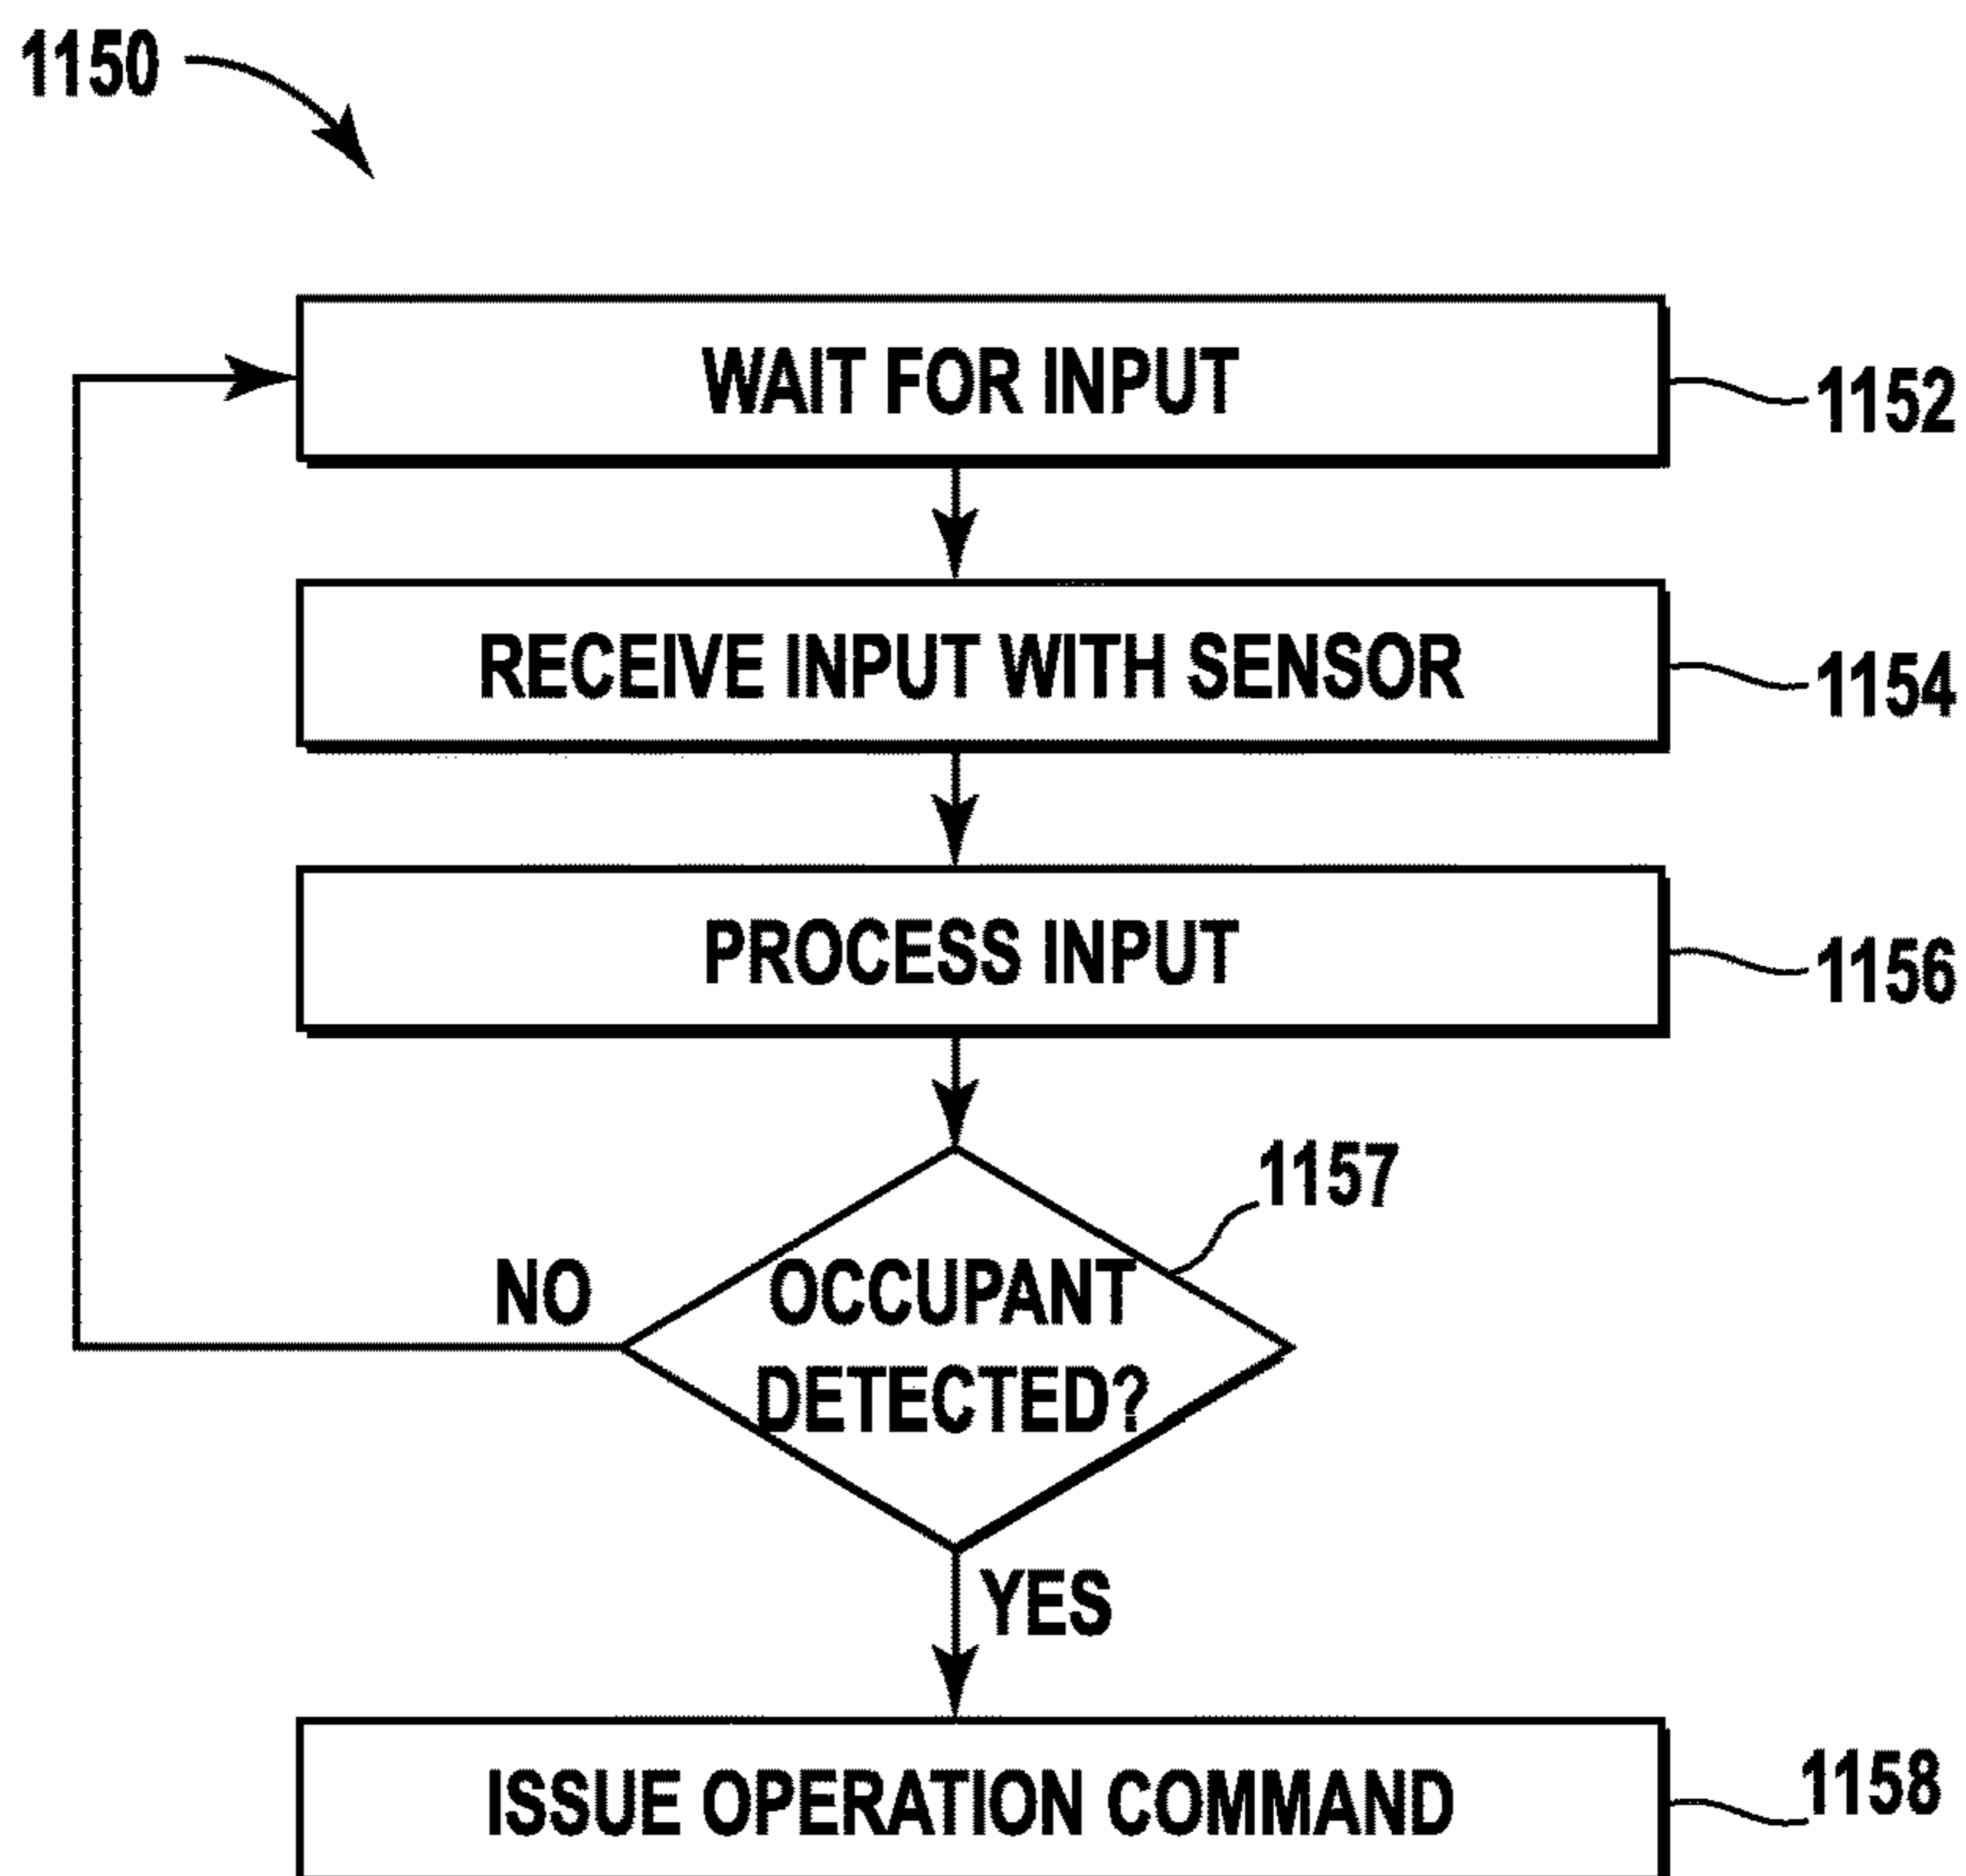 1150
WAIT FOR INPUT
1152
RECEIVE INPUT WITH SENSOR
1154
PROCESS INPUT
1156
1157
NO
OCCUPANT
DETECTED?
YES
ISSUE OPERATION COMMAND
1158